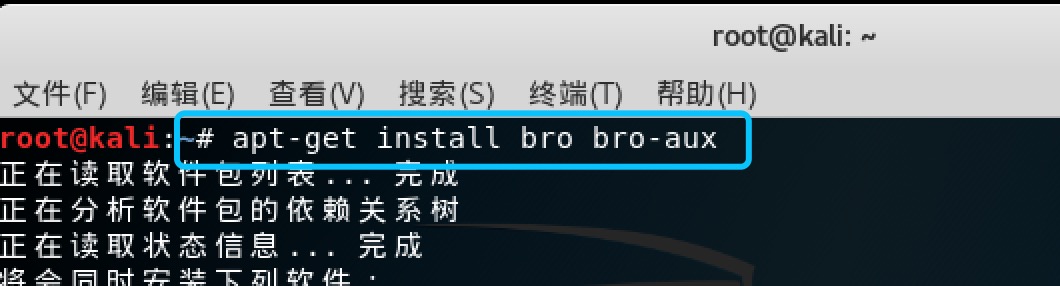 root@kali: ~
文件(F) 编辑(E) 查看(V) 搜索(S) 终端(T) 帮助(H)
root@kali:~# apt-get install bro bro-aux
正在读取软件包列表... 完成
正在分析软件包的依赖关系树
正在读取状态信息... 完成
将会同时安装下列软件：